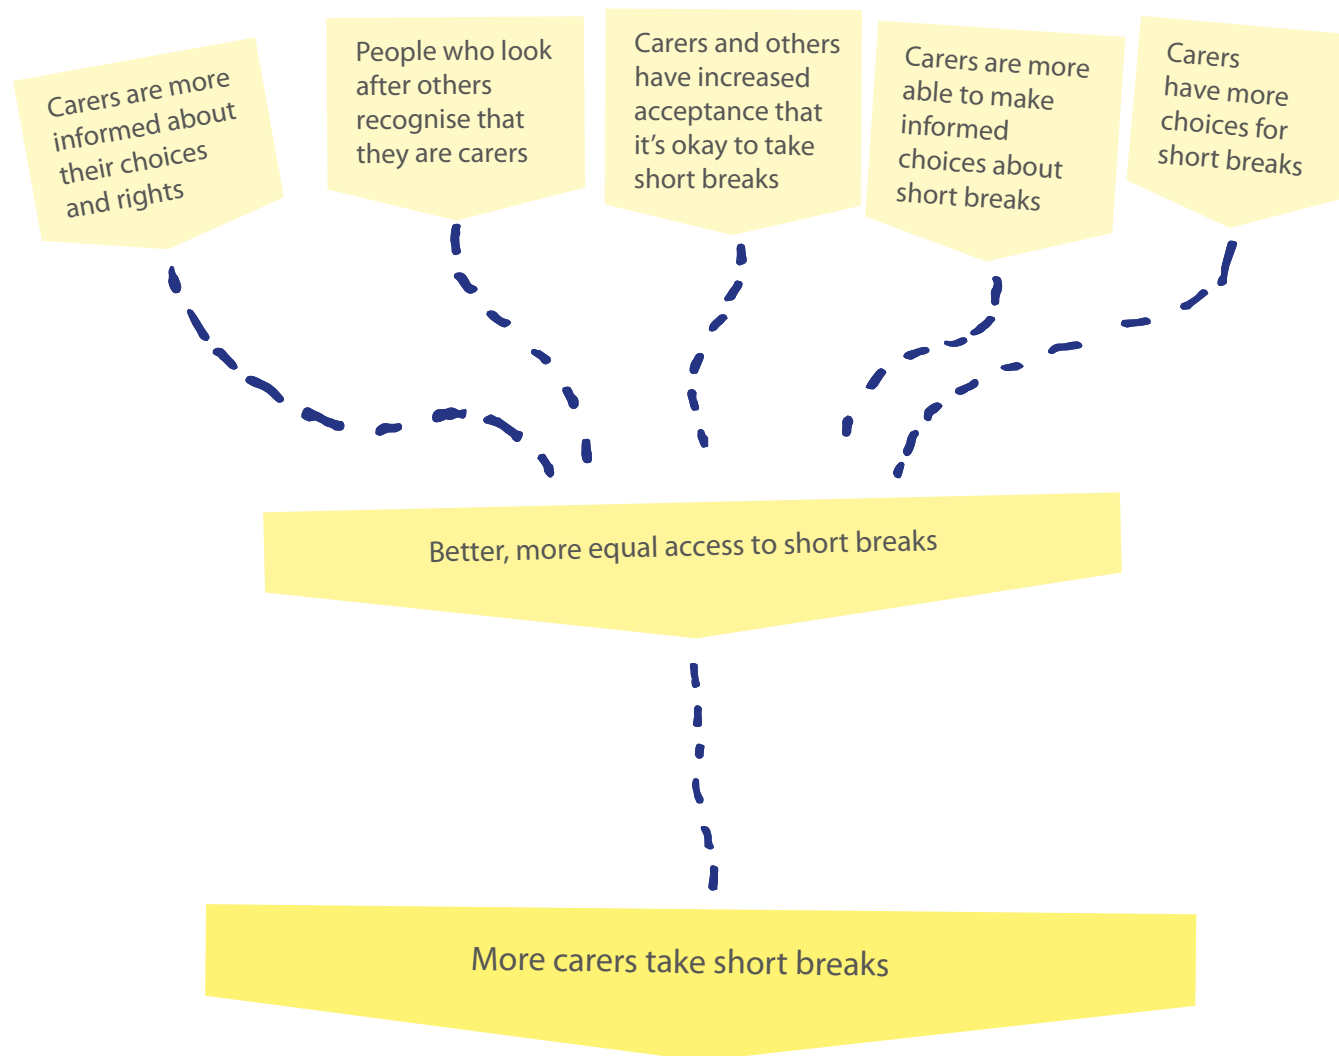 Carers are more
informed about
their choices
and rights
People who look
after others
recognise that
they are carers
Carers and others
have increased
acceptance that
it's okay to take
short breaks
Carers are more
able to make
informed
choices about
short breaks
Carers
have more
choices for
short breaks
Better, more equal access to short breaks
More carers take short breaks